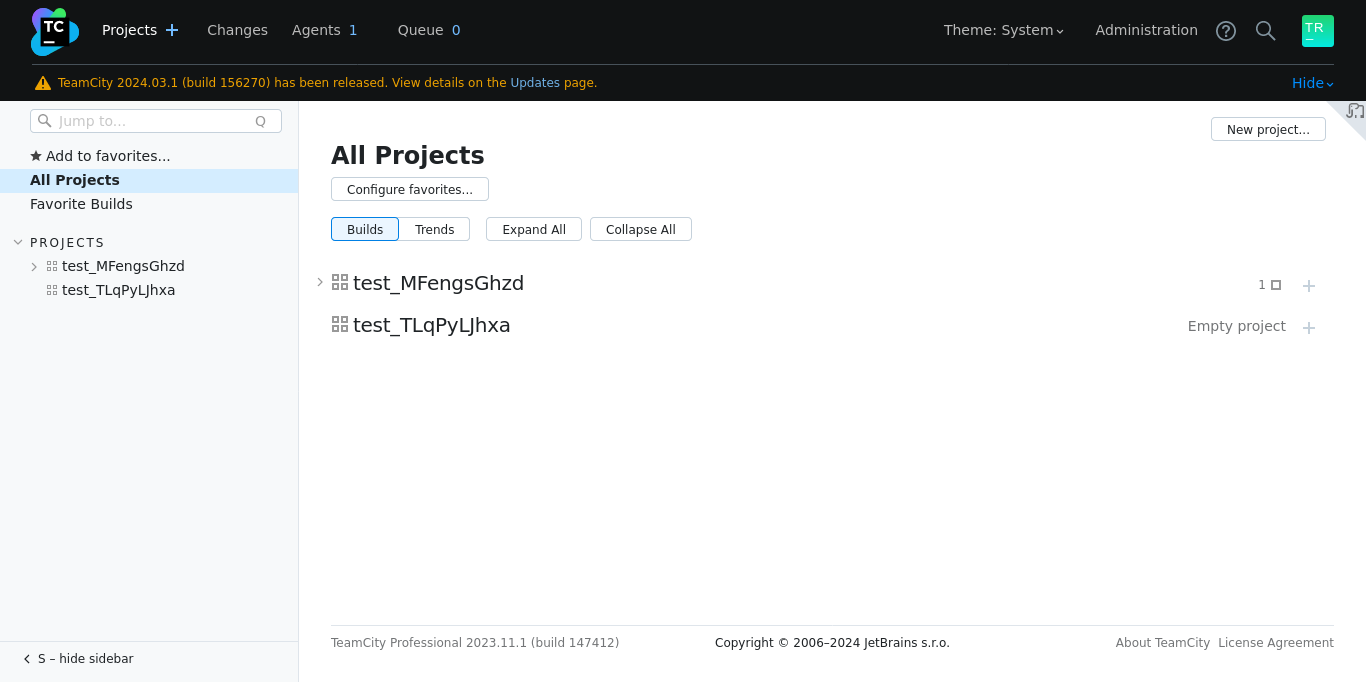 TC
Projects
Changes
Agents 1
Queue 0
Theme: System
Administration
TR
TeamCity 2024.03.1 (build 156270) has been released. View details on the Updates page.
Hide
Jump to...
Q
Add to favorites...
All Projects
Favorite Builds
PROJECTS
test_MFengsGhzd
test_TLqPyLJhxa
New project...
All Projects
Configure favorites...
Builds
Trends
Expand All
Collapse All
test_MFengsGhzd
1
test_TLqPyLJhxa
Empty project
TeamCity Professional 2023.11.1 (build 147412)
Copyright © 2006–2024 JetBrains s.r.o.
About TeamCity
License Agreement
S – hide sidebar